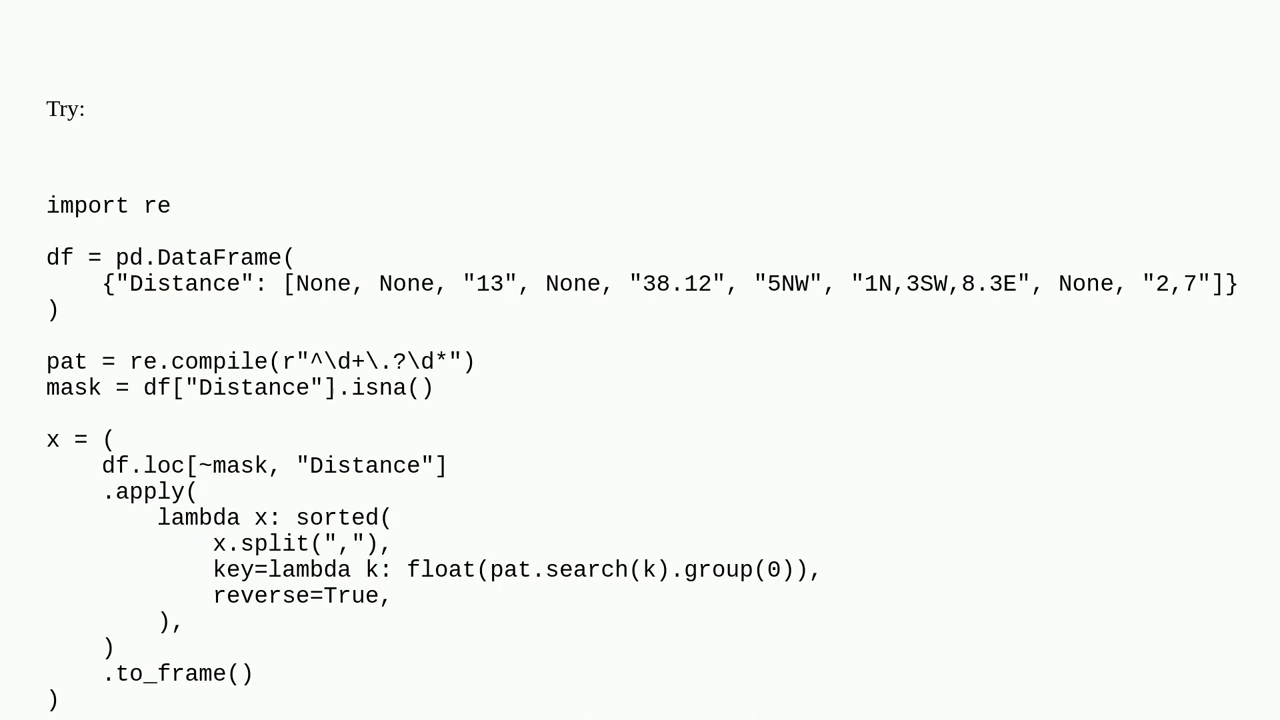 Try:
import re
df = pd.DataFrame(
    {"Distance": [None, None, "13", None, "38.12", "5NW", "1N,3SW,8.3E", None, "2,7"]}
)
pat = re.compile(r"^\d+\.?\d*")
mask = df["Distance"].isna()
x = (
    df.loc[~mask, "Distance"]
    .apply(
        lambda x: sorted(
            x.split(","),
            key=lambda k: float(pat.search(k).group(0)),
            reverse=True,
        ),
    )
    .to_frame()
)